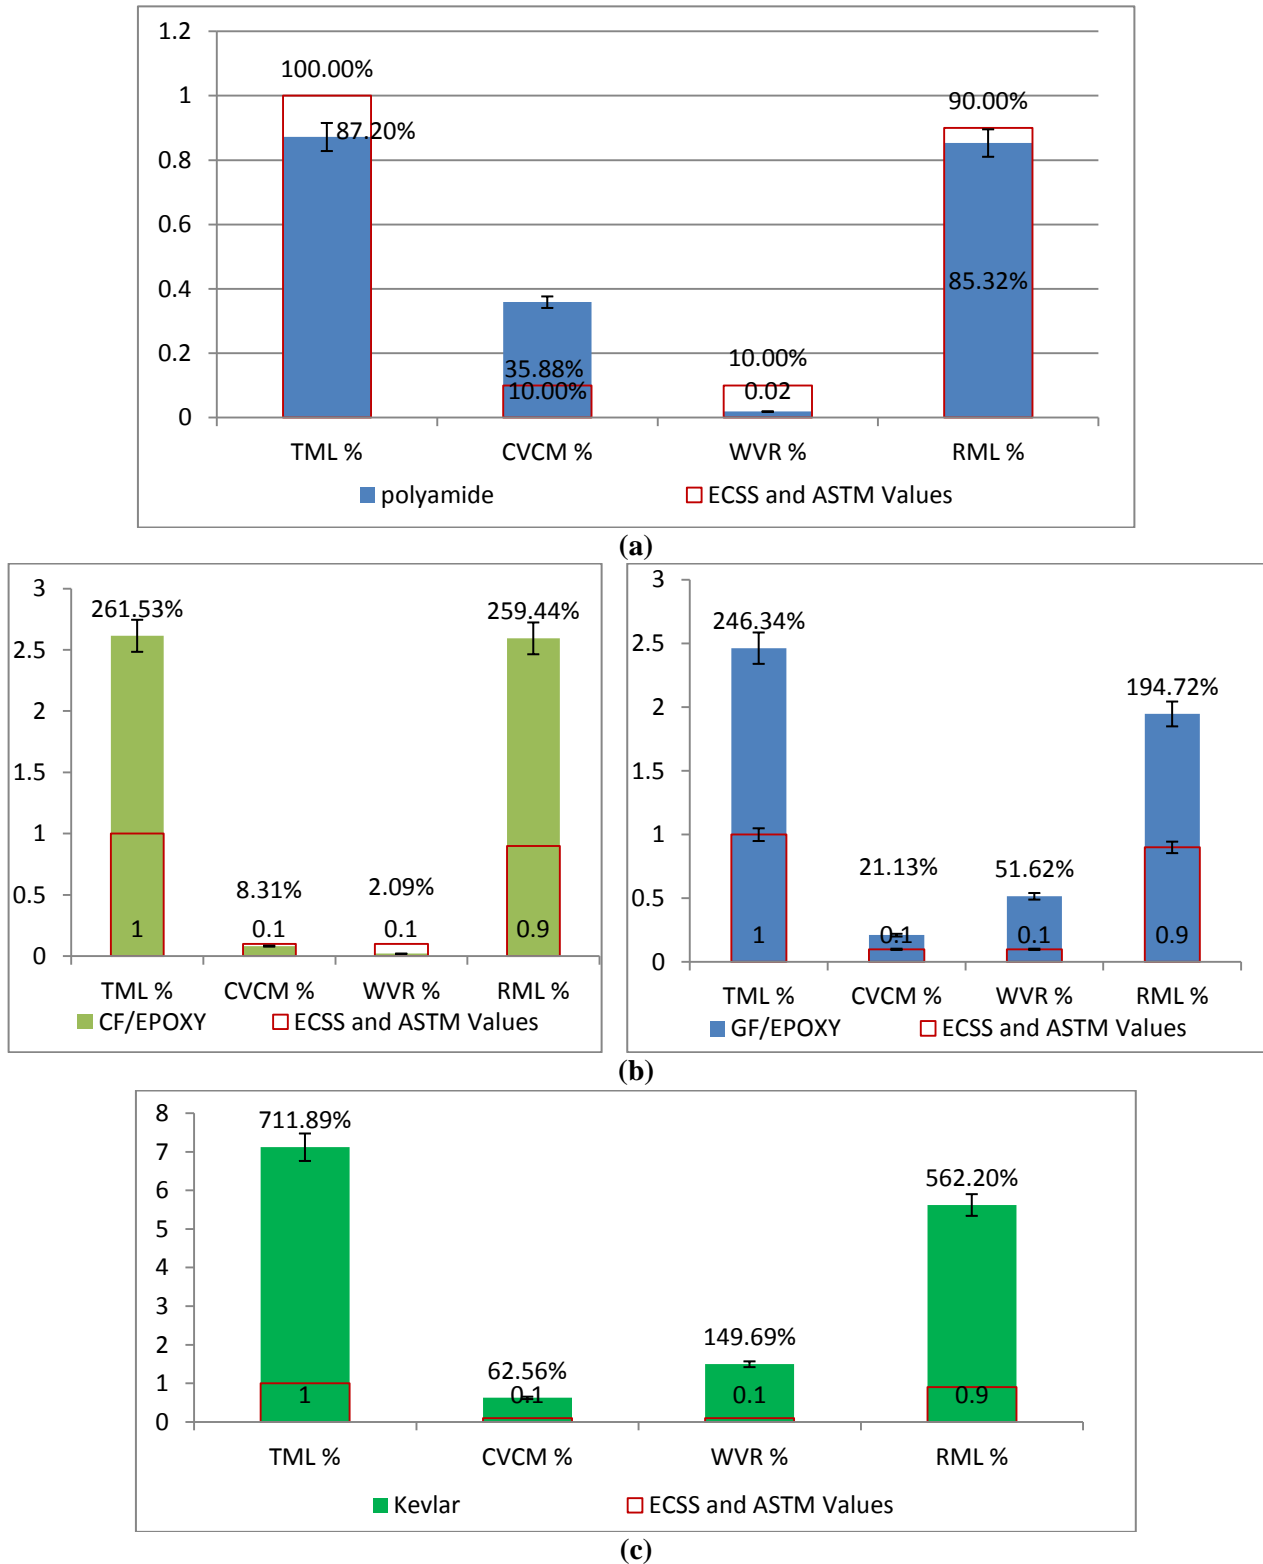 1.2
100.00%
1
90.00%
87.20%
0.8
0.6
0.4
85.32%
0.2
35.88%
10.00%
10.00%
0.02
0
TML %
CVCM %
WVR %
RML %
polyamide
ECSS and ASTM Values
(a)
3
261.53%
259.44%
2.5
2
1.5
1
0.5
8.31%
2.09%
1
0.1
0.1
0.9
0
TML %
CVCM %
WVR %
RML %
CF/EPOXY
ECSS and ASTM Values
3
246.34%
2.5
194.72%
2
1.5
1
21.13%
51.62%
0.5
1
0.1
0.1
0.9
0
TML %
CVCM %
WVR %
RML %
GF/EPOXY
ECSS and ASTM Values
(b)
8
711.89%
7
6
562.20%
5
4
3
2
149.69%
62.56%
1
1
0.1
0.1
0.9
0
TML %
CVCM %
WVR %
RML %
Kevlar
ECSS and ASTM Values
(c)